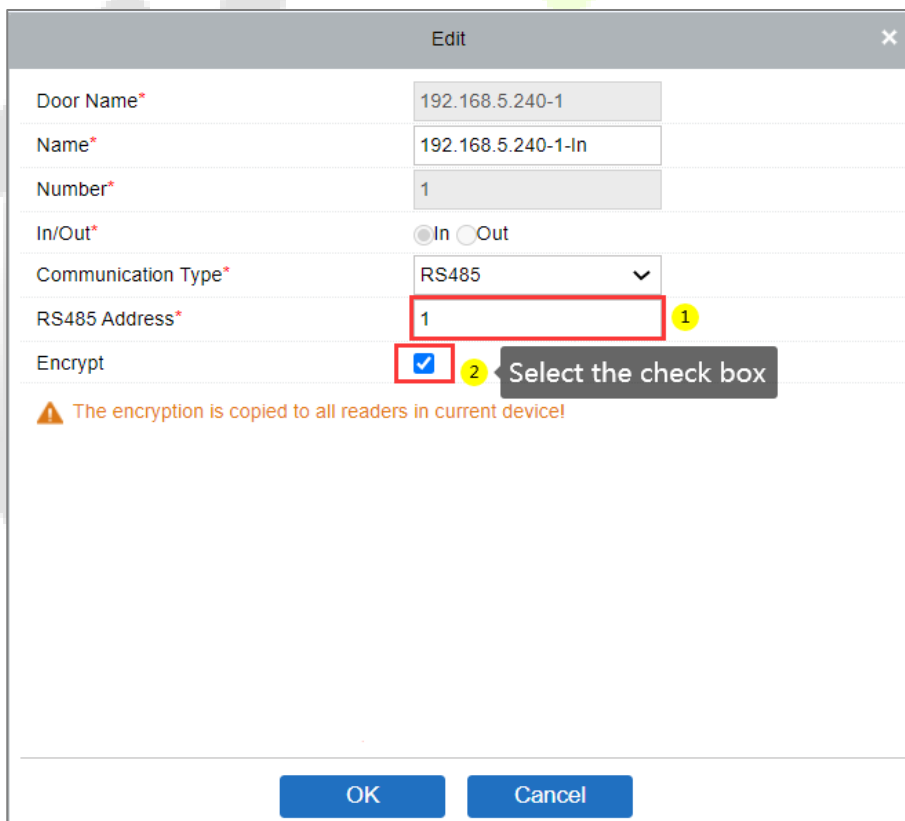 Edit ×
Door Name* 192.168.5.240-1
Name* 192.168.5.240-1-In
Number* 1
In/Out* In Out
Communication Type* RS485
RS485 Address* 1 1
Encrypt 2 Select the check box
The encryption is copied to all readers in current device!
OK Cancel